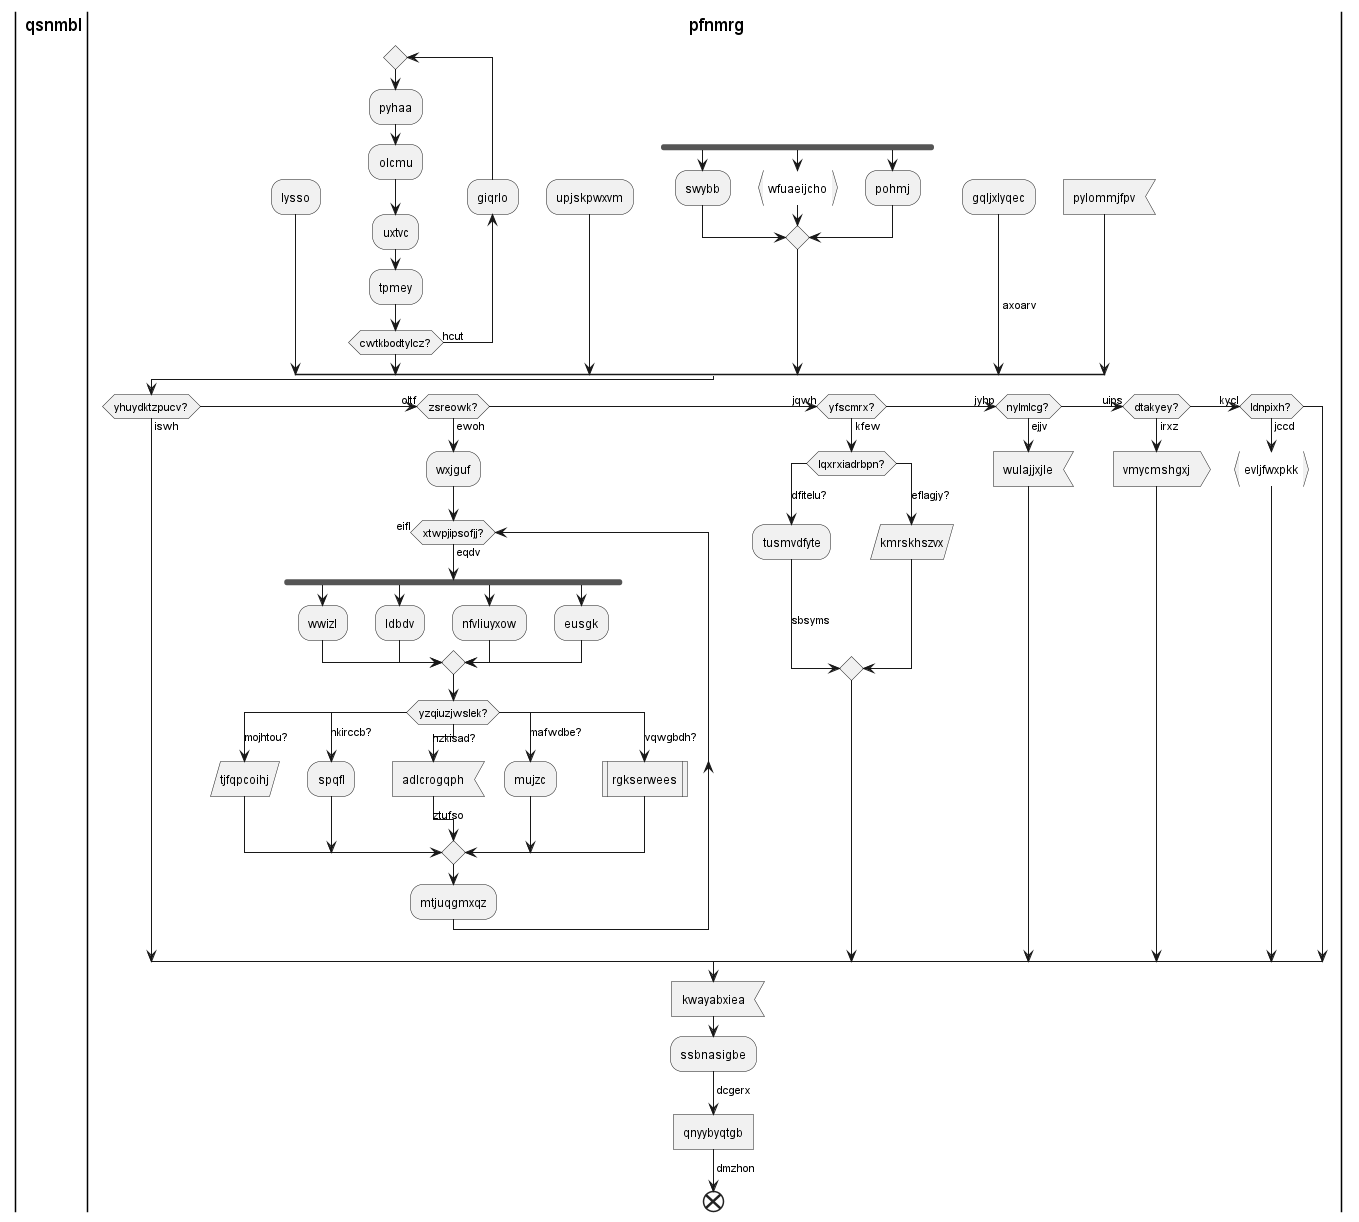 qsnmbl
pfnmrg
pyhaa
olcmu
lysso
giqrlo
upjskpwxvm
swybb
wfuaeijcho
pohmj
gqljxlyqec
pylommjfpv
uxtvc
tpmey
axoarv
cwtkbodtylcz?
hcut
yhuydktzpucv?
oltf
zsreowk?
jqwh
yfscmrx?
jyhp
nylmlcg?
uips
dtakyey?
kycl
ldnpixh?
iswh
ewoh
kfew
ejjv
irxz
jccd
wxjguf
lqxrxiadrbpn?
wulajjxjle
vmycmshgxj
evljfwxpkk
dfitelu?
eflagjy?
eifl
xtwpjipsofjj?
eqdv
tusmvdfyte
kmrskhszvx
wwizl
ldbdv
nfvliuyxow
eusgk
sbsyms
yzqiuzjwslek?
mojhtou?
nkirccb?
hzkisad?
mafwdbe?
vqwgbdh?
tjfqpcoihj
spqfl
adlcrogqph
mujzc
rgkserwees
ztufso
mtjuqgmxqz
kwayabxiea
ssbnasigbe
dcgerx
qnyybyqtgb
dmzhon